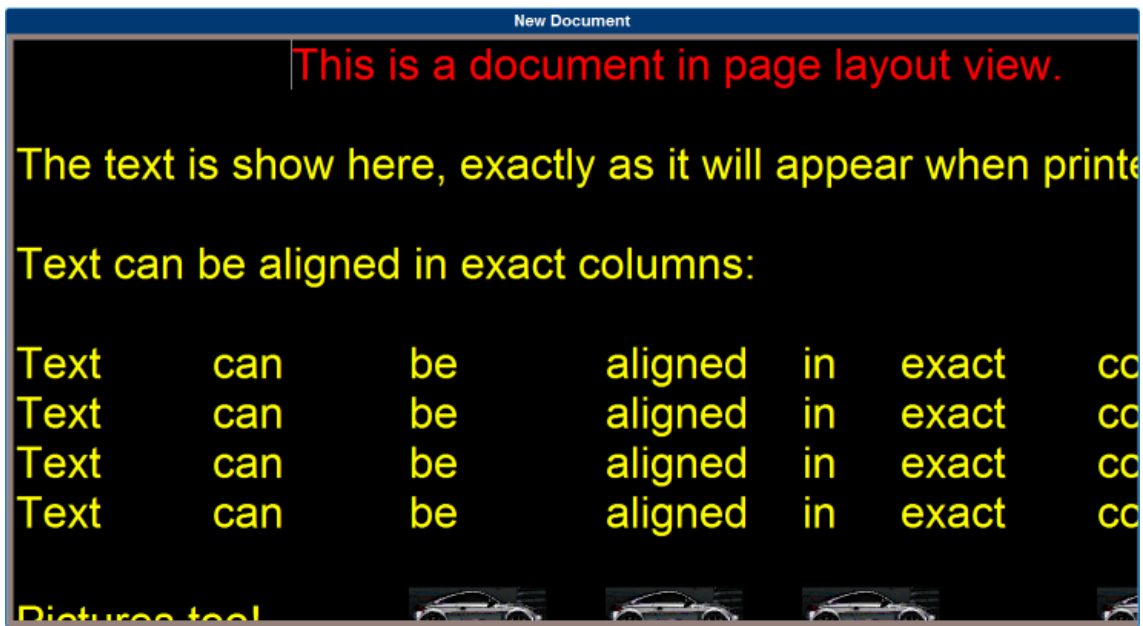 New Document
This is a document in page layout view.
The text is show here, exactly as it will appear when
Text can be aligned in exact columns:
Text can be aligned in exact
Text can be aligned in exact
Text can be aligned in exact
Text can be aligned in exact
Pictures too!